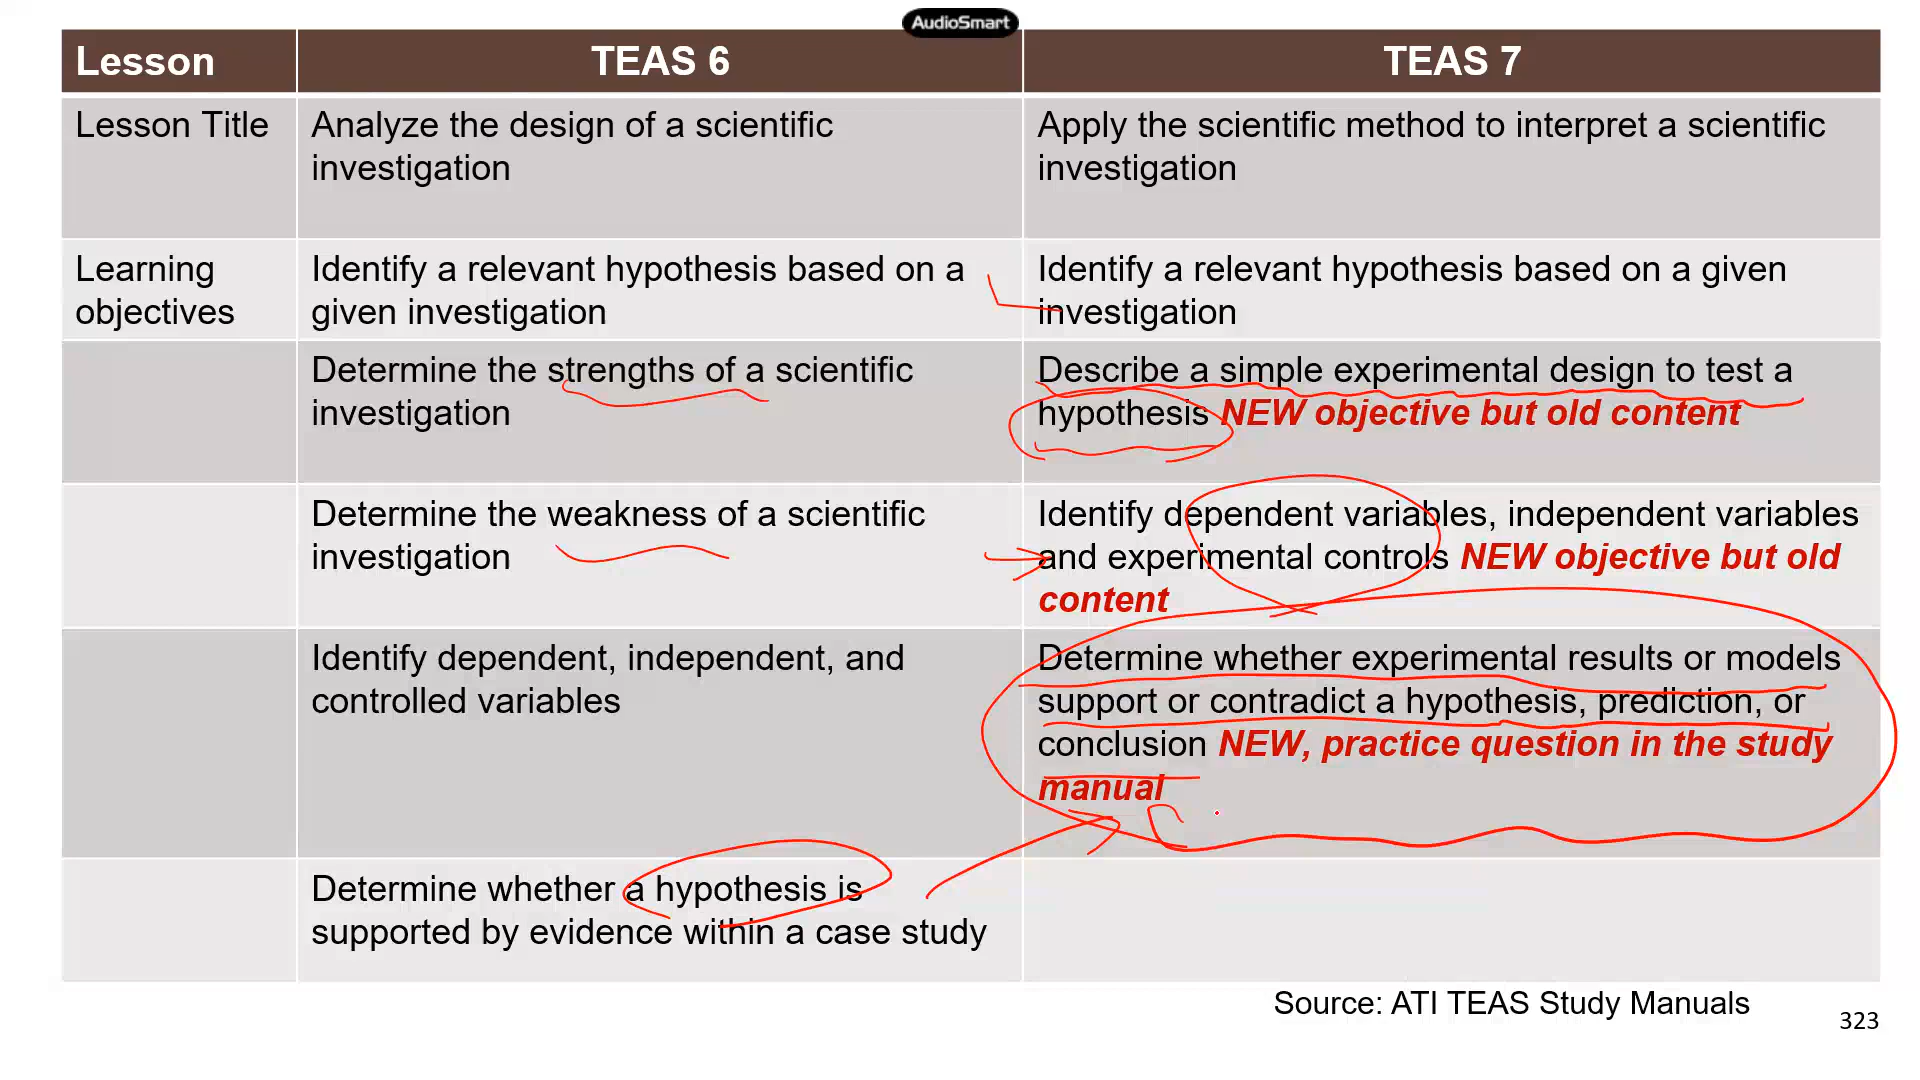 AudioSmart
Lesson
TEAS 6
TEAS 7
Lesson Title
Analyze the design of a scientific
investigation
Apply the scientific method to interpret a scientific
investigation
Learning
objectives
Identify a relevant hypothesis based on a
given investigation
Identify a relevant hypothesis based on a given
investigation
Determine the strengths of a scientific
investigation
Describe a simple experimental design to test a
hypothesis NEW objective but old content
Determine the weakness of a scientific
investigation
Identify dependent variables, independent variables
and experimental controls NEW objective but old
content
Identify dependent, independent, and
controlled variables
Determine whether experimental results or models
support or contradict a hypothesis, prediction, or
conclusion NEW, practice question in the study
manual
Determine whether a hypothesis is
supported by evidence within a case study
Source: ATI TEAS Study Manuals
323